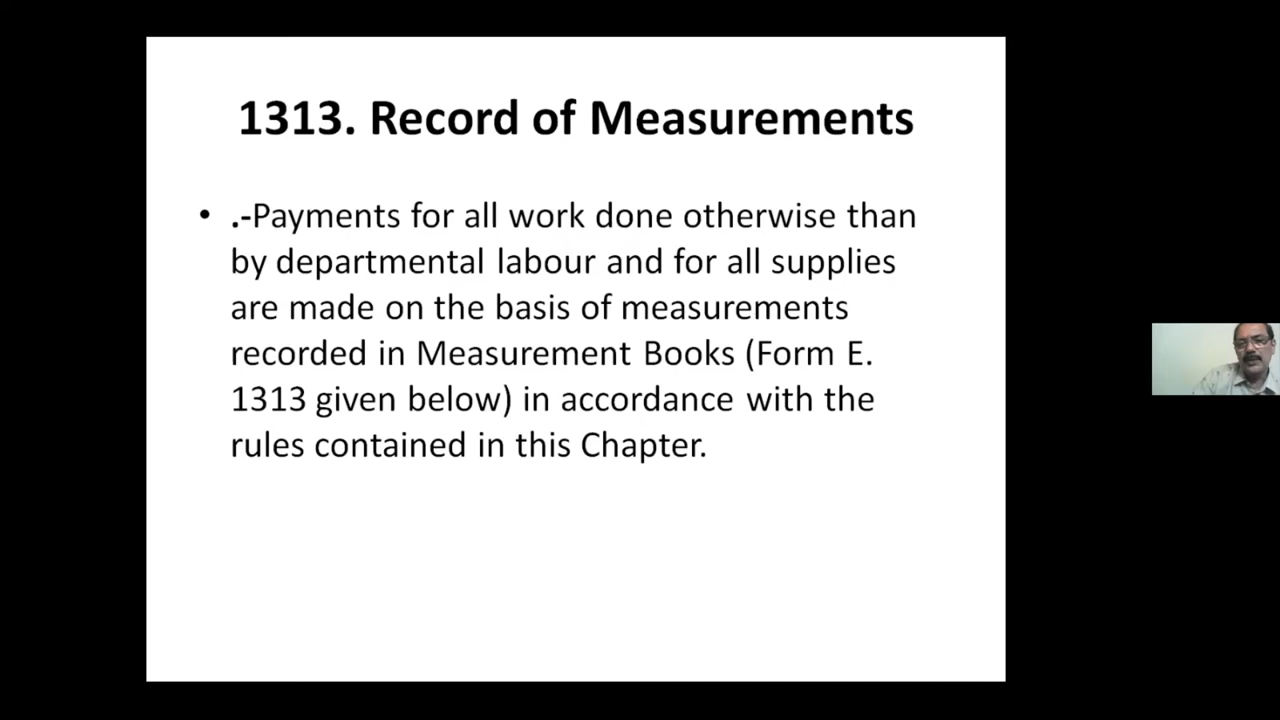 1313. Record of Measurements
• .-Payments for all work done otherwise than
by departmental labour and for all supplies
are made on the basis of measurements
recorded in Measurement Books (Form E.
1313 given below) in accordance with the
rules contained in this Chapter.